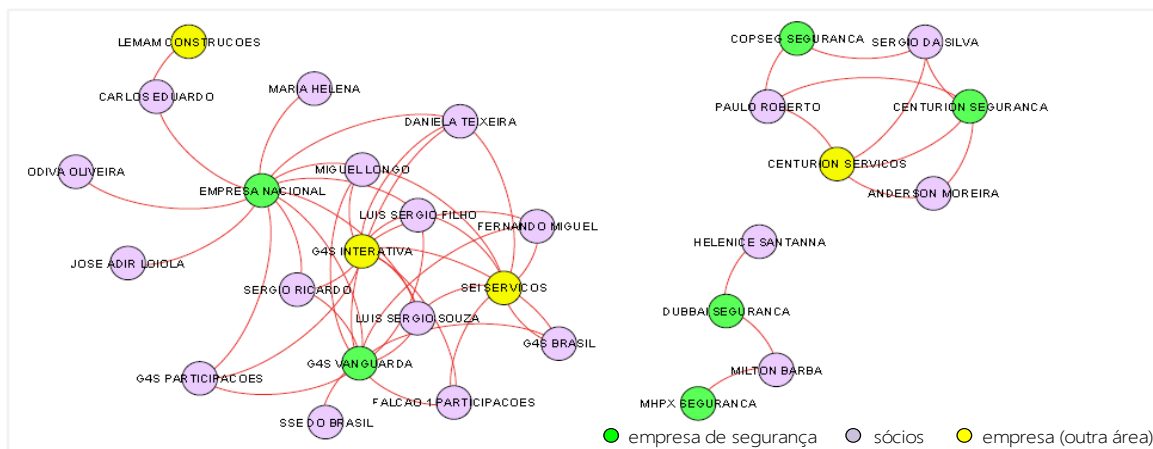 LEMAM CONSTRUCOES
CARLOS EDUARDO
MARIA HELENA
DANIELA TEIXEIRA
ODIVA OLIVEIRA
MIGUEL LONGO
EMPRESA NACIONAL
LUIS SERGIO FILHO
FERNANDO MIGUEL
G4S INTERATIVA
JOSE ADIR LOIOLA
SERGIO RICARDO
SEI SERVICOS
LUIS SERGIO SOUZA
G4S BRASIL
G4S VANGUARDA
G4S PARTICIPACOES
FALCAO 1 PARTICIPACOES
SSE DO BRASIL
COPSEG SEGURANCA
SERGIO DA SILVA
PAULO ROBERTO
CENTURION SEGURANCA
CENTURION SERVICOS
ANDERSON MOREIRA
HELENICE SANTANNA
DUBBAI SEGURANCA
MILTON BARBA
MHPX SEGURANCA
empresa de segurança
sócios
empresa (outra área)